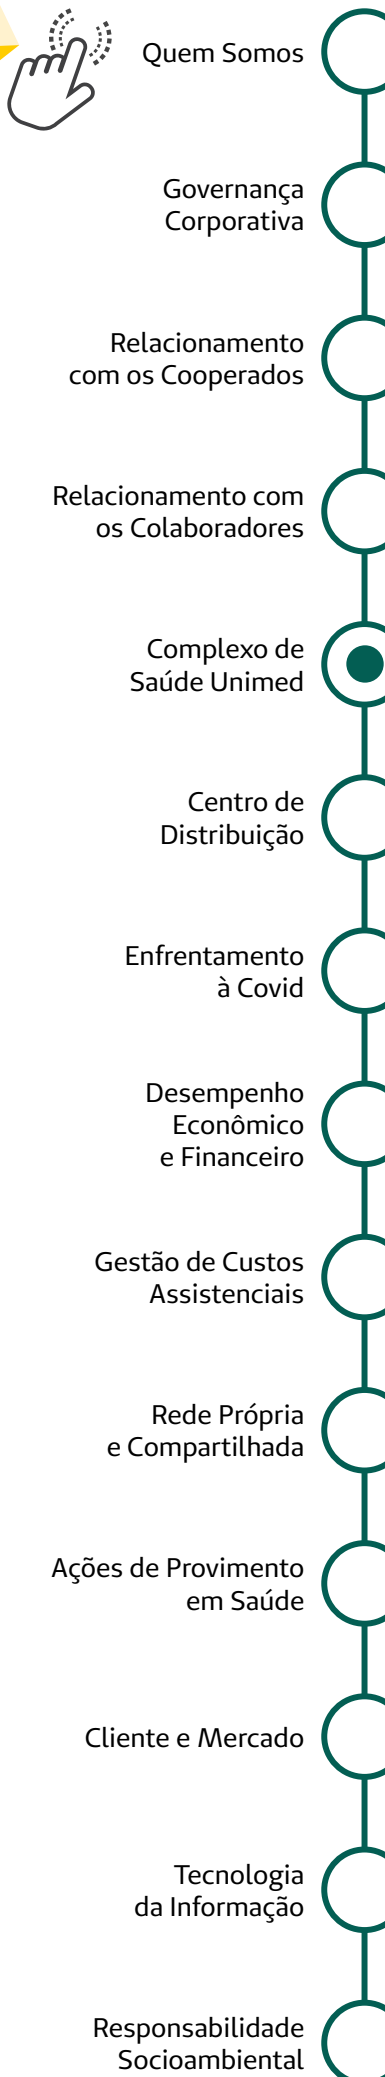 Quem Somos
Governança
Corporativa
Relacionamento
com os Cooperados
Relacionamento com
os Colaboradores
Complexo de
Saúde Unimed
Centro de
Distribuição
Enfrentamento
à Covid
Desempenho
Econômico
e Financeiro
Gestão de Custos
Assistenciais
Rede Própria
e Compartilhada
Ações de Provimento
em Saúde
Cliente e Mercado
Tecnologia
da Informação
Responsabilidade
Socioambiental